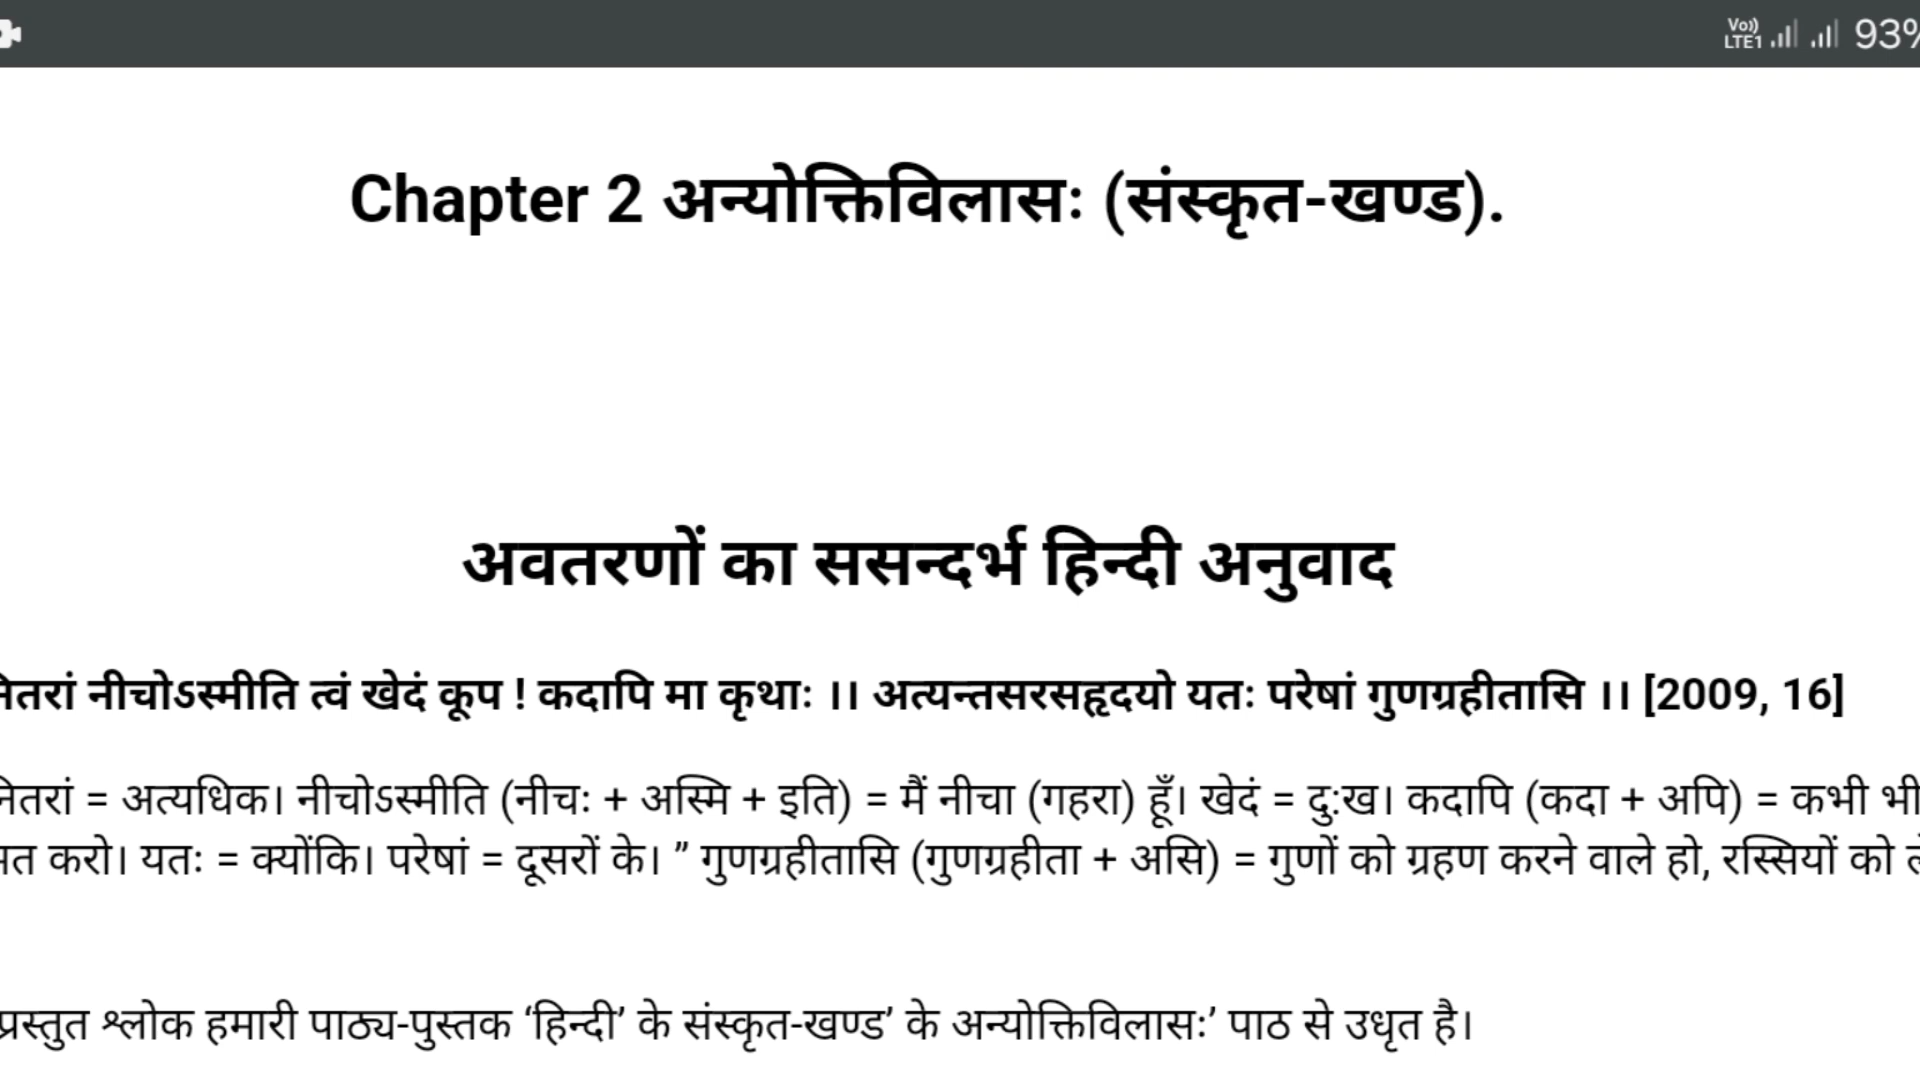 Vo)) LTE1 93%
Chapter 2 अन्योक्तिविलासः (संस्कृत-खण्ड).
अवतरणों का ससन्दर्भ हिन्दी अनुवाद
नीचोऽस्मीति त्वं खेदं कूप ! कदापि मा कृथाः ।। अत्यन्तसरसहृदयो यतः परेषां गुणग्रहीतासि ।। [2009, 16]
= अत्यधिक। नीचोऽस्मीति (नीचः + अस्मि + इति) = मैं नीचा (गहरा) हूँ। खेदं = दुःख। कदापि (कदा + अपि) = कभी भी
करो। यतः = क्योंकि। परेषां = दूसरों के। ” गुणग्रहीतासि (गुणग्रहीता + असि) = गुणों को ग्रहण करने वाले हो, रस्सियों को
प्रस्तुत श्लोक हमारी पाठ्य-पुस्तक ‘हिन्दी’ के संस्कृत-खण्ड’ के अन्योक्तिविलासः’ पाठ से उधृत है।